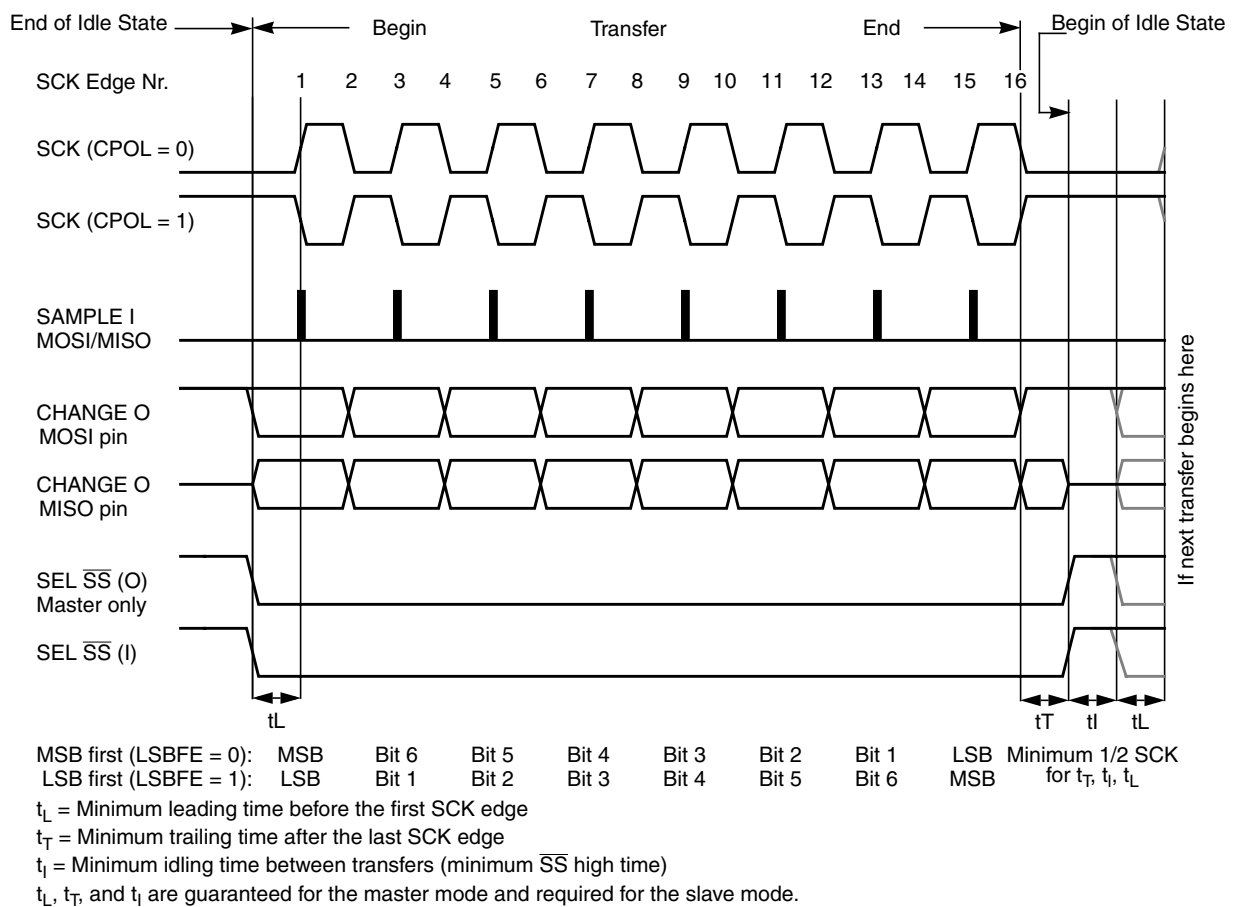 End of Idle State
Begin
Transfer
End
Begin of Idle State
SCK Edge Nr.
1 2 3 4 5 6 7 8 9 10 11 12 13 14 15 16
SCK (CPOL = 0)
SCK (CPOL = 1)
SAMPLE I
MOSI/MISO
CHANGE O
MOSI pin
CHANGE O
MISO pin
SEL S̅S̅ (O)
Master only
SEL S̅S̅ (I)
If next transfer begins here
tL
tT tI tL
MSB first (LSBFE = 0): MSB Bit 6 Bit 5 Bit 4 Bit 3 Bit 2 Bit 1 LSB Minimum 1/2 SCK
LSB first (LSBFE = 1): LSB Bit 1 Bit 2 Bit 3 Bit 4 Bit 5 Bit 6 MSB for tT, tI, tL
tL = Minimum leading time before the first SCK edge
tT = Minimum trailing time after the last SCK edge
tI = Minimum idling time between transfers (minimum S̅S̅ high time)
tL, tT, and tI are guaranteed for the master mode and required for the slave mode.